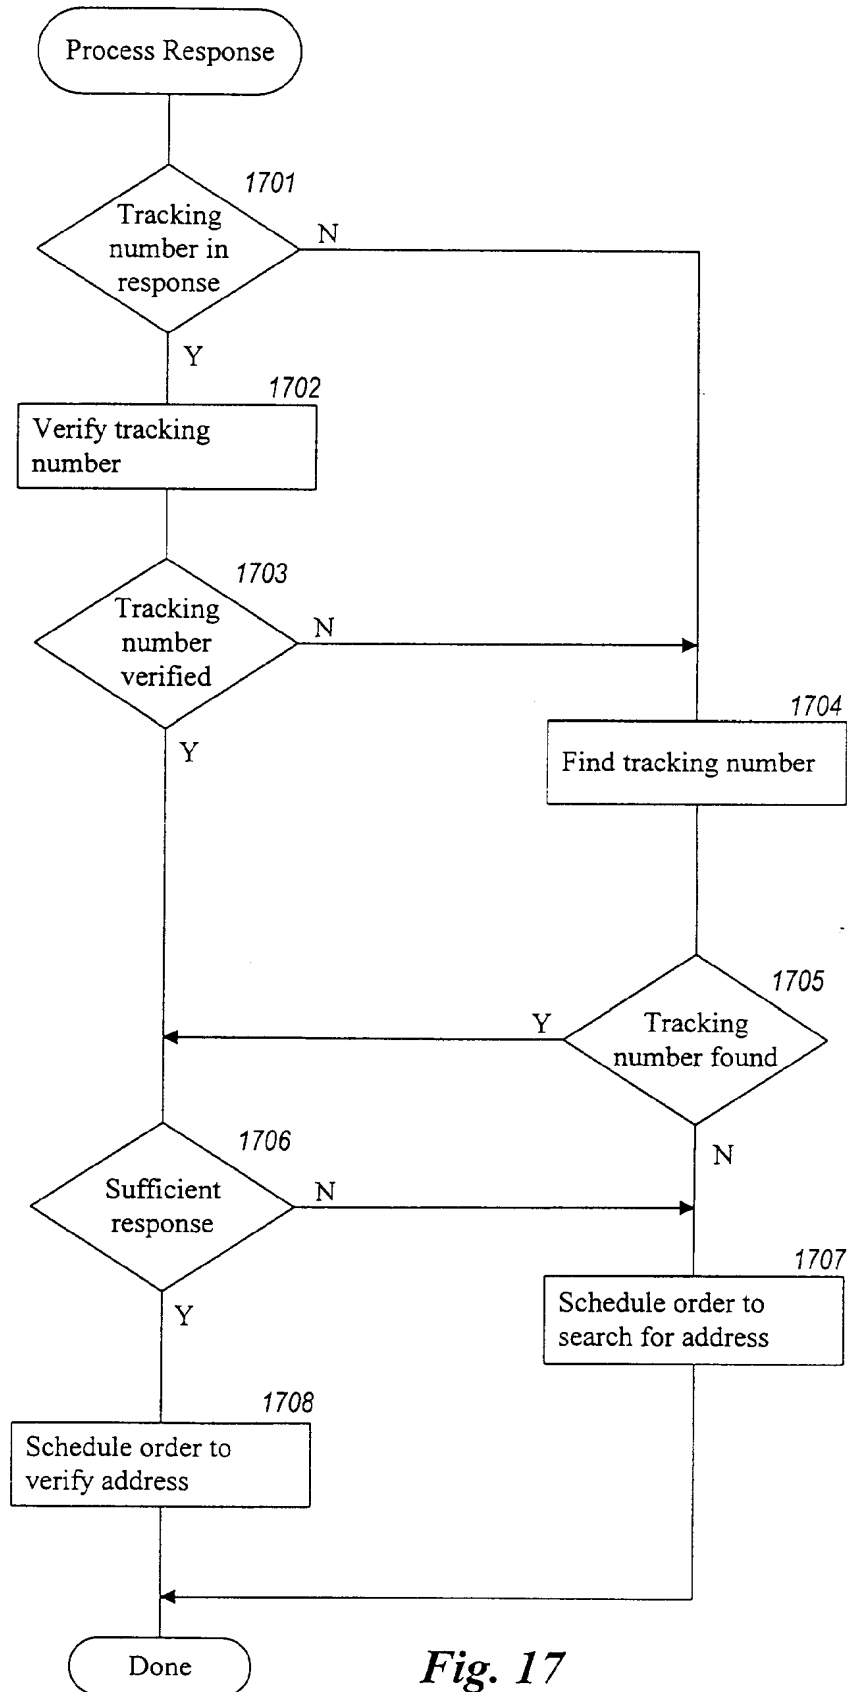 Process Response
1701
Tracking
number in
response
N
Y
1702
Verify tracking
number
1703
Tracking
number
verified
N
Y
1704
Find tracking number
1705
Tracking
number found
Y
N
1706
Sufficient
response
N
Y
1707
Schedule order to
search for address
1708
Schedule order to
verify address
Done
Fig. 17